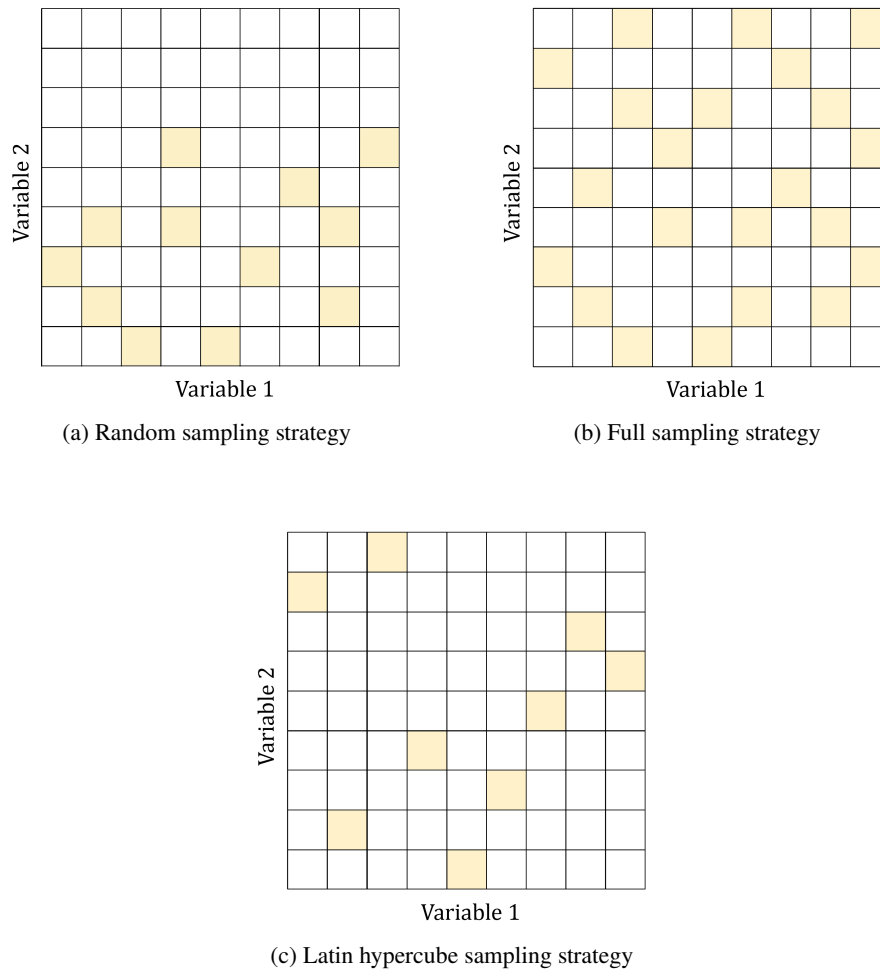 Variable 2
Variable 1
(a) Random sampling strategy
Variable 2
Variable 1
(b) Full sampling strategy
Variable 2
Variable 1
(c) Latin hypercube sampling strategy